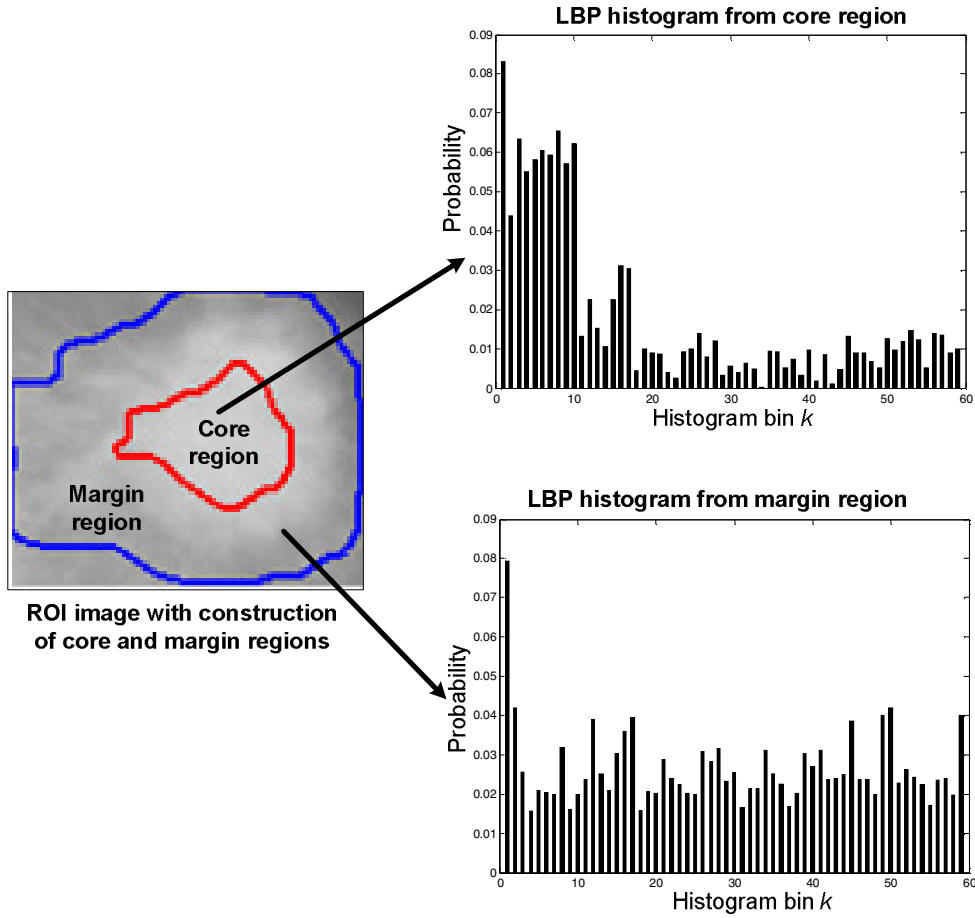 LBP histogram from core region
0.09
0.08
0.07
0.06
0.05
0.04
0.03
0.02
0.01
0
Probability
0 10 20 30 40 50 60
Histogram bin k
Core
region
Margin
region
ROI image with construction
of core and margin regions
LBP histogram from margin region
0.09
0.08
0.07
0.06
0.05
0.04
0.03
0.02
0.01
0
Probability
0 10 20 30 40 50 60
Histogram bin k